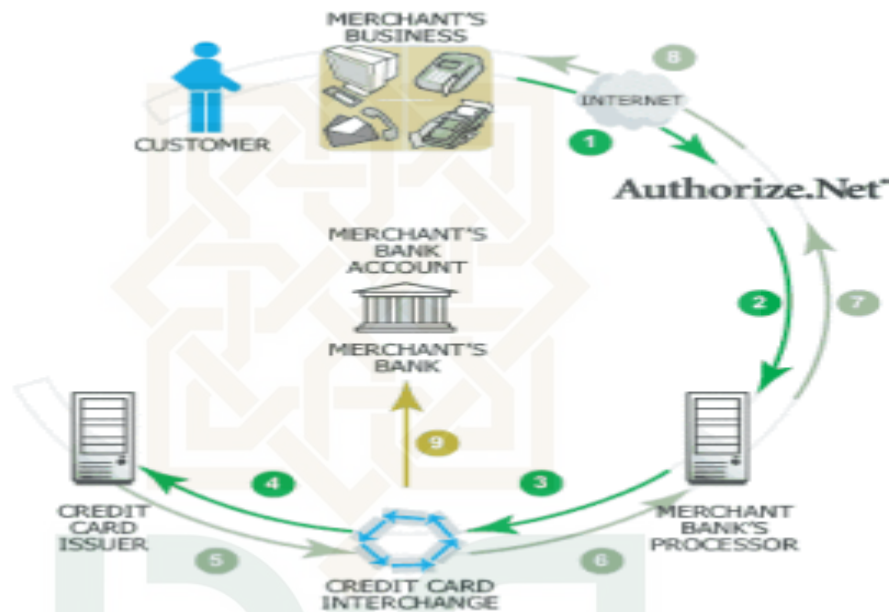 MERCHANT'S
BUSINESS
8
INTERNET
CUSTOMER
1
Authorize.Net
MERCHANT'S
BANK
ACCOUNT
2
7
MERCHANT'S
BANK
9
4
3
CREDIT
CARD
ISSUER
MERCHANT
BANK'S
PROCESSOR
5
6
CREDIT CARD
INTERCHANGE